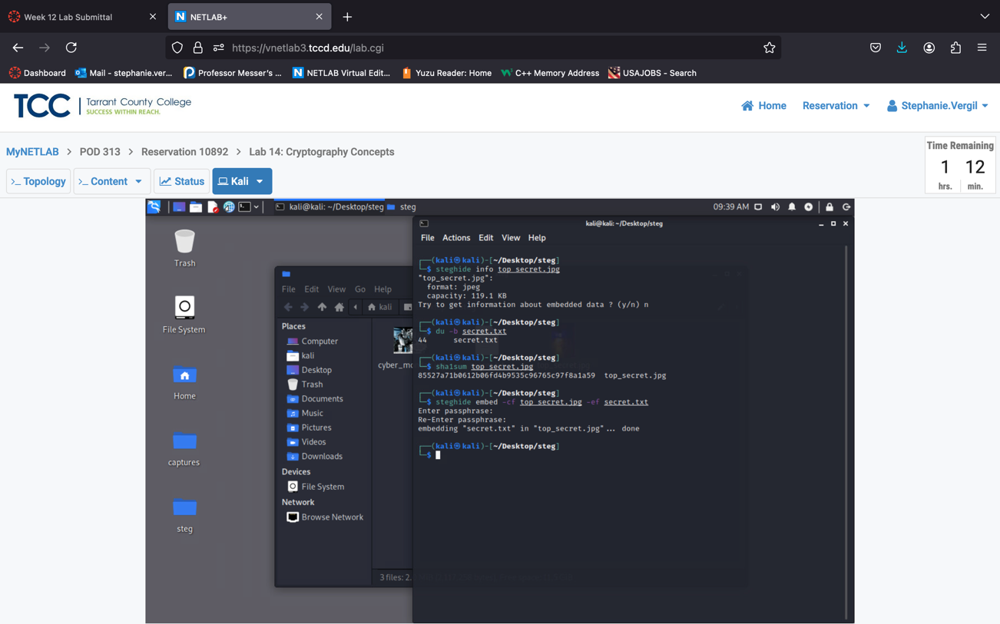 Week 12 Lab Submittal
NETLAB+
https://vnetlab3.tccd.edu/lab.cgi
Dashboard
Mail - stephanie.ver...
Professor Messer's ...
NETLAB Virtual Edit...
Yuzu Reader: Home
C++ Memory Address
USAJOBS - Search
TCC
Tarrant County College
SUCCESS WITHIN REACH.
Home
Reservation
Stephanie.Vergil
MyNETLAB > POD 313 > Reservation 10892 > Lab 14: Cryptography Concepts
Time Remaining
1 12
hrs. min.
>_ Topology
>_ Content
Status
Kali
kali@kali: ~/Desktop/steg
steg
09:39 AM
Trash
File System
Home
captures
steg
File Edit View Go Help
kali
Places
Computer
kali
Desktop
Trash
Documents
Music
Pictures
Videos
Downloads
Devices
File System
Network
Browse Network
cyber_mo
3 files: 2.
kali@kali: ~/Desktop/steg
File Actions Edit View Help
┌──(kali㉿kali)-[~/Desktop/steg]
└─$ steghide info top_secret.jpg
"top_secret.jpg":
format: jpeg
capacity: 119.1 KB
Try to get information about embedded data ? (y/n) n
┌──(kali㉿kali)-[~/Desktop/steg]
└─$ du -b secret.txt
44 secret.txt
┌──(kali㉿kali)-[~/Desktop/steg]
└─$ sha1sum top_secret.jpg
85527a71b0612b06fd4b9535c96765c97f8a1a59 top_secret.jpg
┌──(kali㉿kali)-[~/Desktop/steg]
└─$ steghide embed -cf top_secret.jpg -ef secret.txt
Enter passphrase:
Re-Enter passphrase:
embedding "secret.txt" in "top_secret.jpg"... done
┌──(kali㉿kali)-[~/Desktop/steg]
└─$